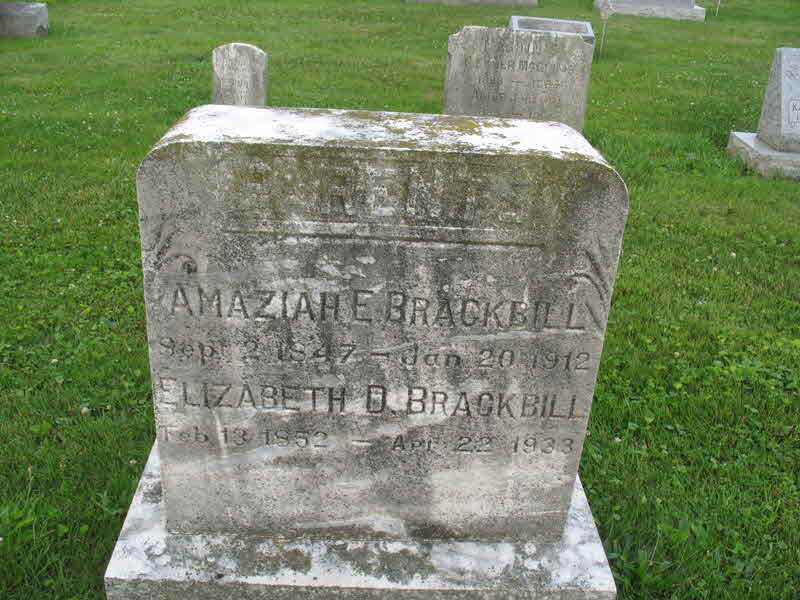 PARENTS
AMAZIAH E. BRACKBILL
Sept. 2 1847 – Jan 20 1912
ELIZABETH D. BRACKBILL
Feb. 13 1852 – Apr. 22 1933